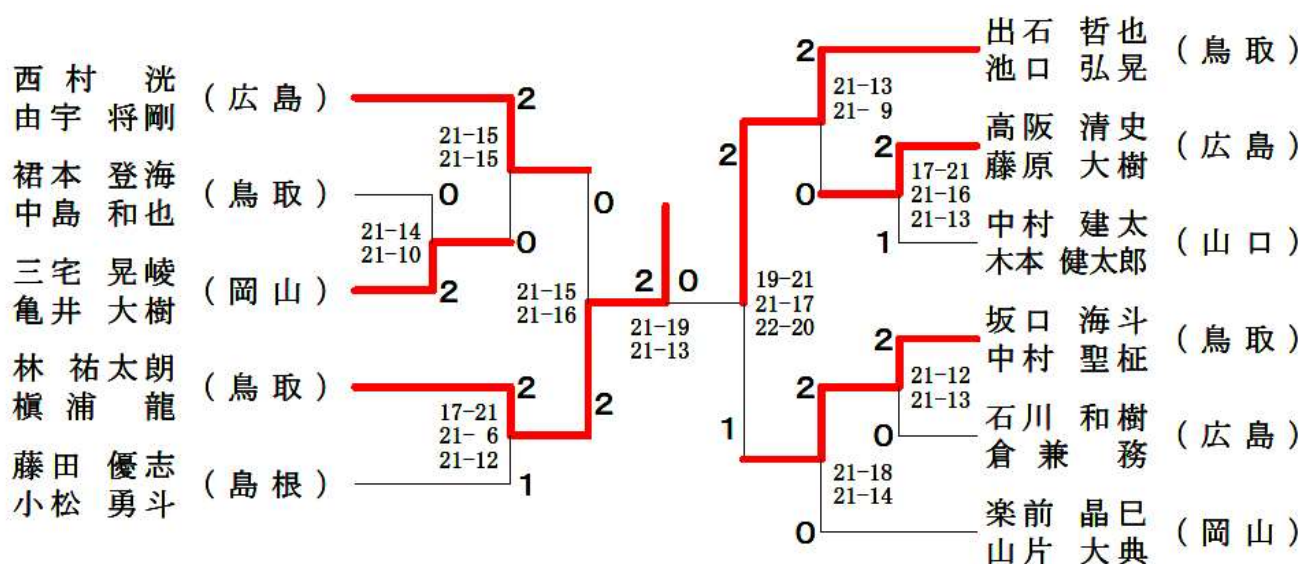 西村 洸
由宇 将剛
(広島)
2
21-15
21-15
裙本 登海
中島 和也
(鳥取)
0
21-14
21-10
0
三宅 晃崚
亀井 大樹
(岡山)
2
0
21-15
21-16
林 祐太朗
槇浦 龍
(鳥取)
2
17-21
21- 6
21-12
2
藤田 優志
小松 勇斗
(島根)
1
2
0
21-19
21-13
出石 哲也
池口 弘晃
(鳥取)
2
21-13
21- 9
2
高阪 清史
藤原 大樹
(広島)
2
17-21
21-16
21-13
0
中村 建太
木本 健太郎
(山口)
1
19-21
21-17
22-20
坂口 海斗
中村 聖柾
(鳥取)
2
21-12
21-13
2
石川 和樹
倉兼 務
(広島)
0
1
21-18
21-14
楽前 晶巳
山片 大典
(岡山)
0